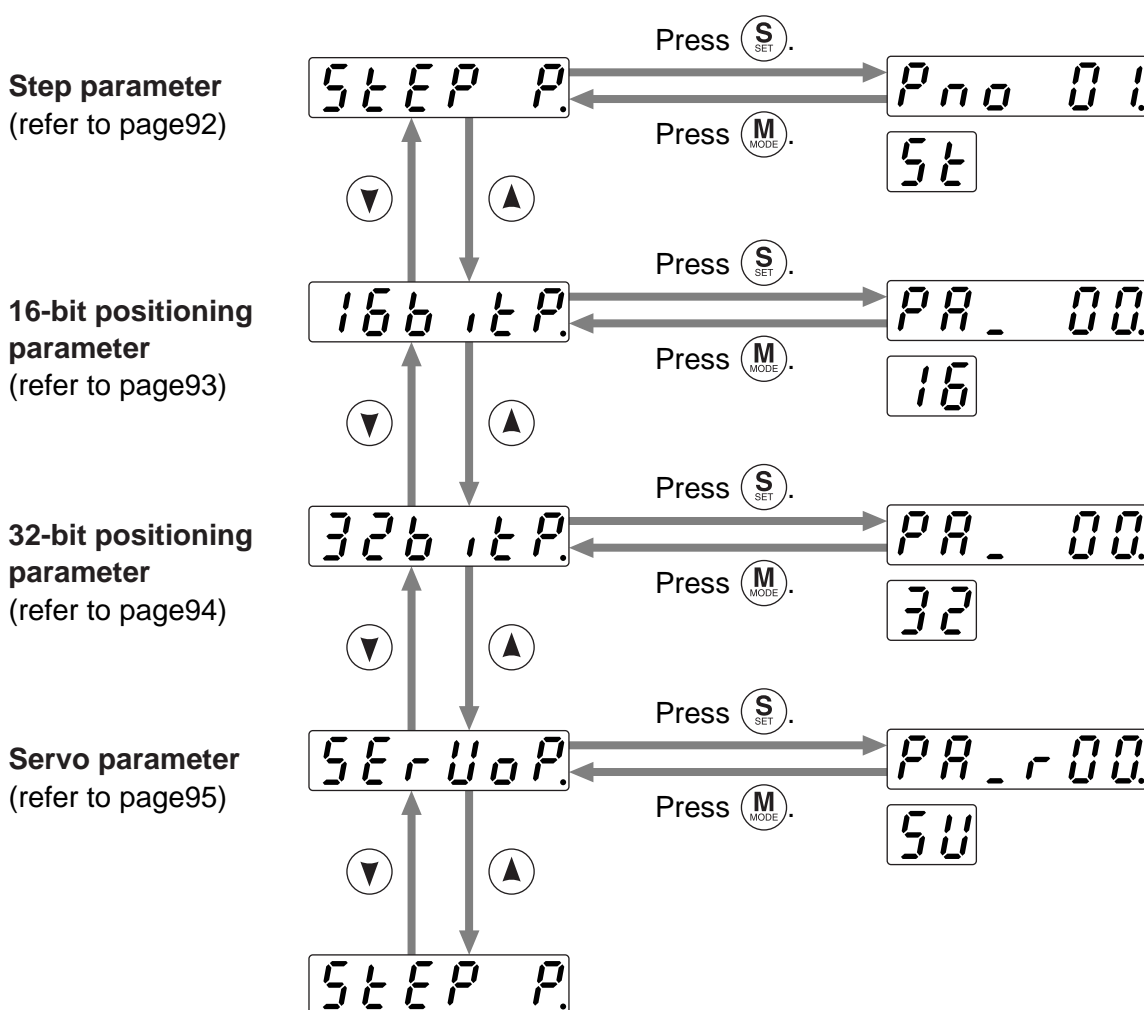 Press S SET.
Step parameter
(refer to page92)
StEP P.
Pno 01.
Press M MODE.
St
Press S SET.
16-bit positioning
parameter
(refer to page93)
16bitP.
PA_ 00.
Press M MODE.
16
Press S SET.
32-bit positioning
parameter
(refer to page94)
32bitP.
PA_ 00.
Press M MODE.
32
Press S SET.
Servo parameter
(refer to page95)
SErUoP.
PA_r00.
Press M MODE.
SU
StEP P.